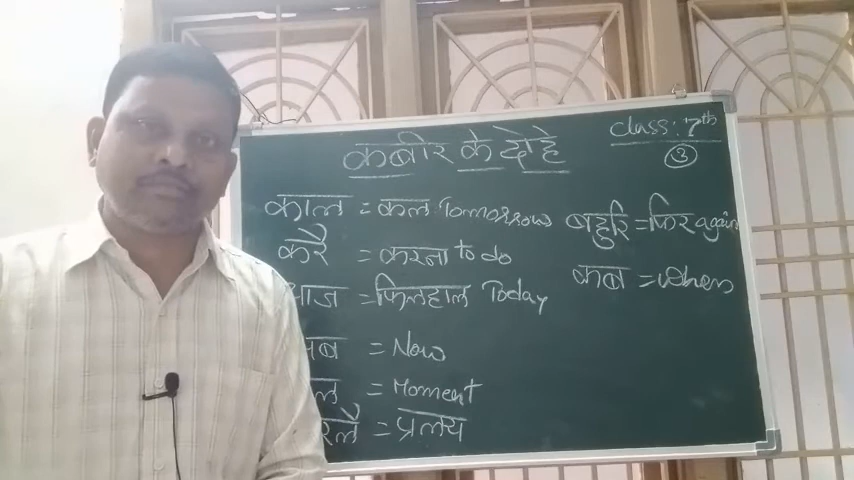 कबीर के दोहे
class: 7th
3
काल = कल Tomorrow
करै = करना to do
= फिलहाल Today
= Now
= Moment
= प्रलय
बहुरि = फिर again
कब = When